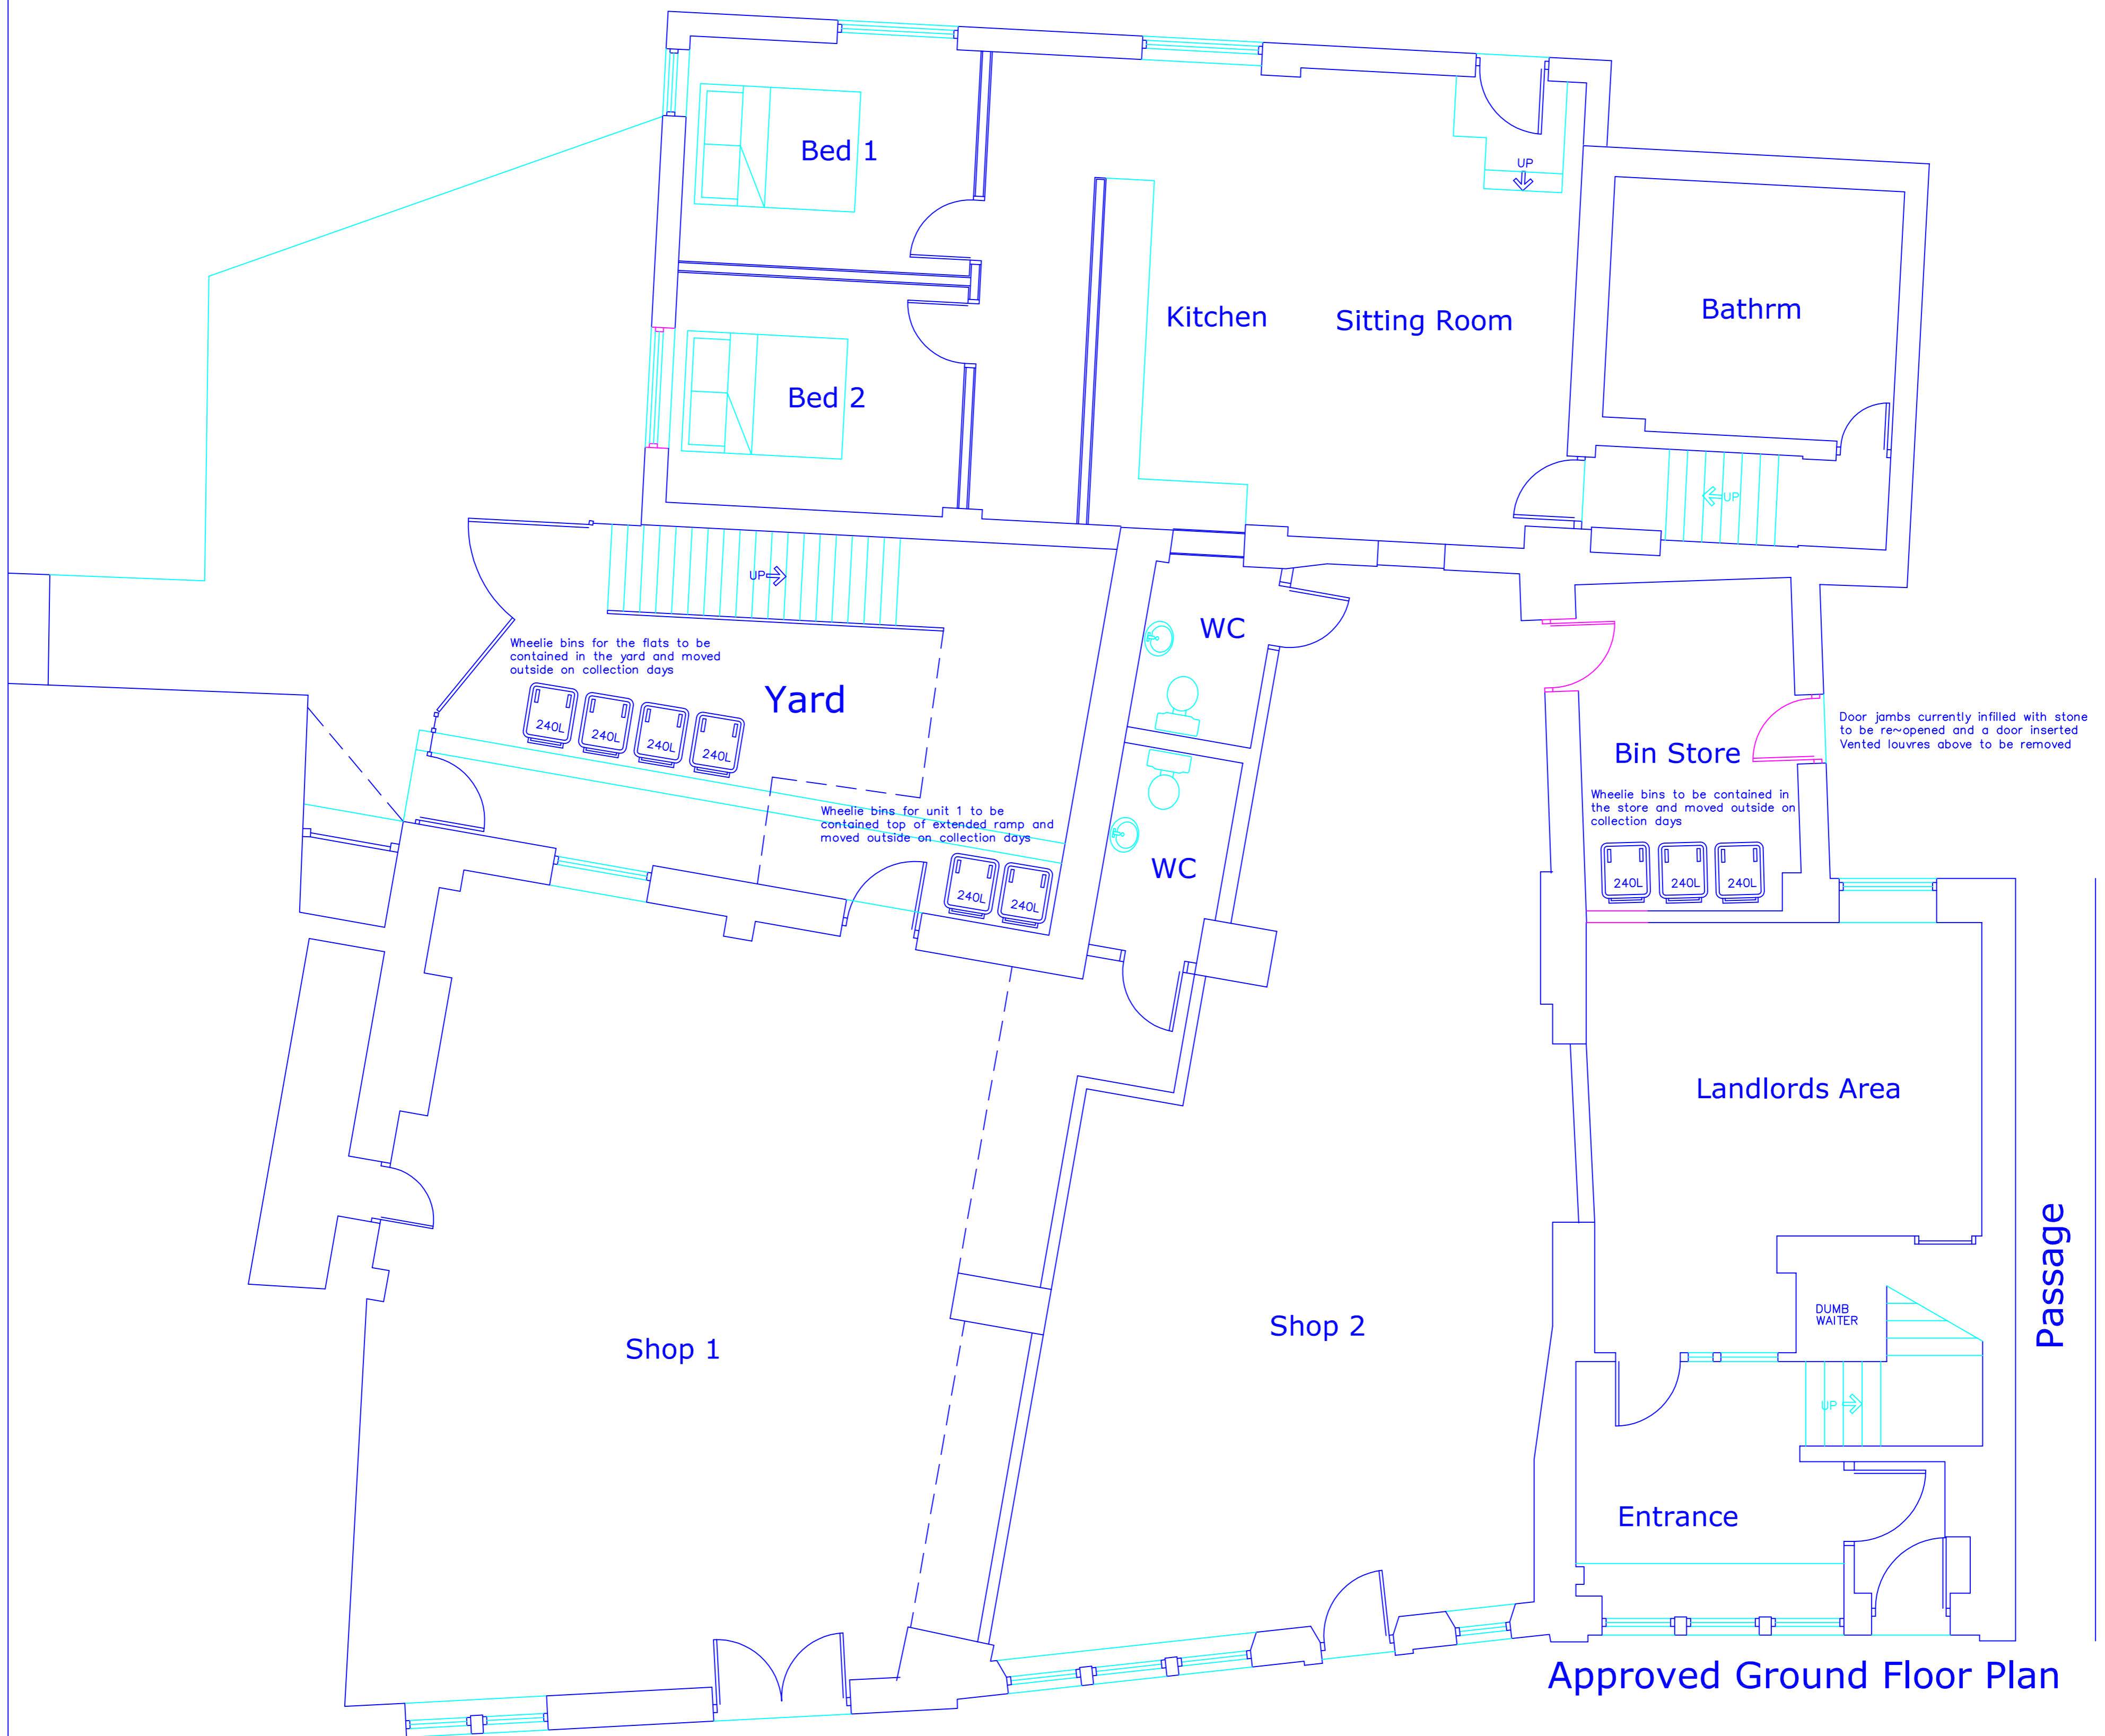 Bed 1
UP
Bathrm
Kitchen
Sitting Room
Bed 2
UP
UP
Wheelie bins for the flats to be
contained in the yard and moved
outside on collection days
WC
Yard
240L
240L
240L
240L
Door jambs currently infilled with stone
to be re~opened and a door inserted
Vented louvres above to be removed
Bin Store
Wheelie bins to be contained in
the store and moved outside on
collection days
Wheelie bins for unit 1 to be
contained top of extended ramp and
moved outside on collection days
WC
240L
240L
240L
240L
240L
Landlords Area
Passage
DUMB
WAITER
Shop 1
Shop 2
UP
Entrance
Approved Ground Floor Plan